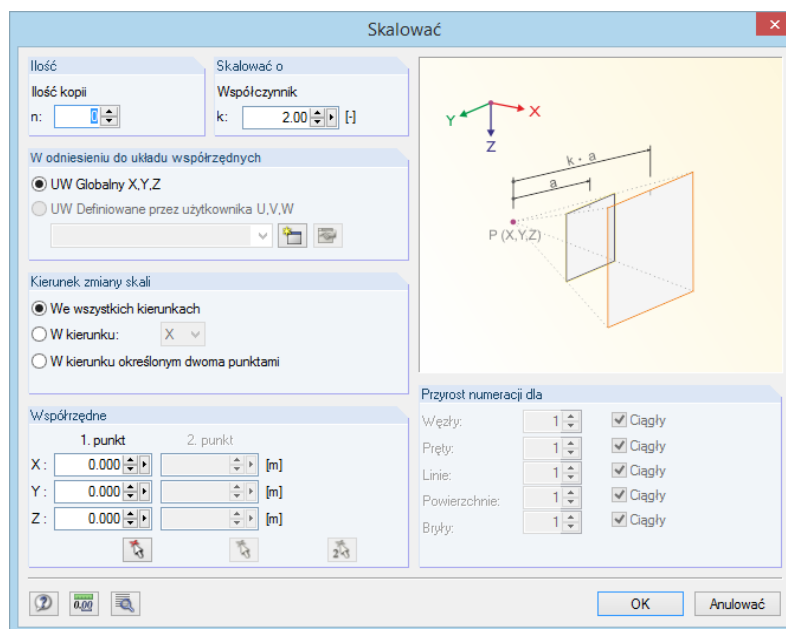 Skalować
Ilość
Ilość kopii
n: 0
Skalować o
Współczynnik
k: 2.00 [-]
W odniesieniu do układu współrzędnych
UW Globalny X,Y,Z
UW Definiowane przez użytkownika U,V,W
Kierunek zmiany skali
We wszystkich kierunkach
W kierunku: X
W kierunku określonym dwoma punktami
Współrzędne
1. punkt 2. punkt
X: 0.000 [m]
Y: 0.000 [m]
Z: 0.000 [m]
2
X
Y
Z
k · a
a
P (X,Y,Z)
Przyrost numeracji dla
Węzły: 1 Ciągły
Pręty: 1 Ciągły
Linie: 1 Ciągły
Powierzchnie: 1 Ciągły
Bryły: 1 Ciągły
0.00
OK Anulować